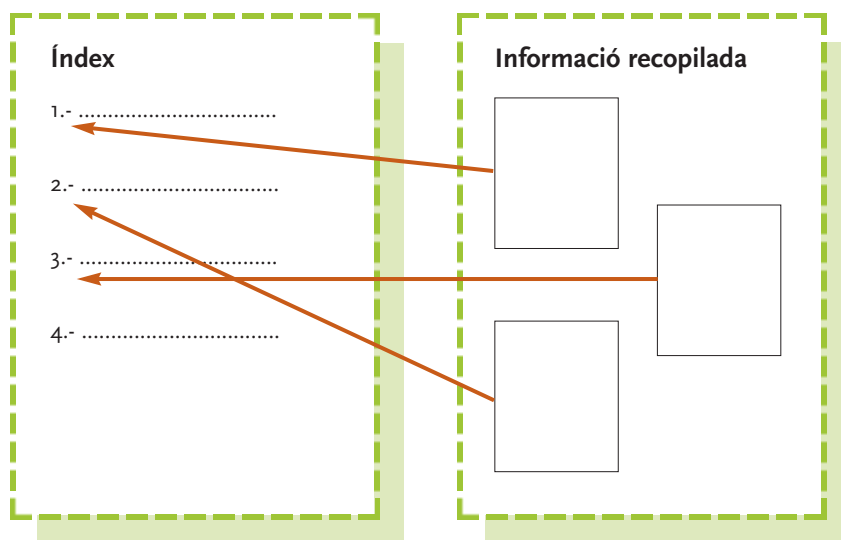 Índex
1.- .................................
2.- .................................
3.- .................................
4.- .................................
Informació recopilada